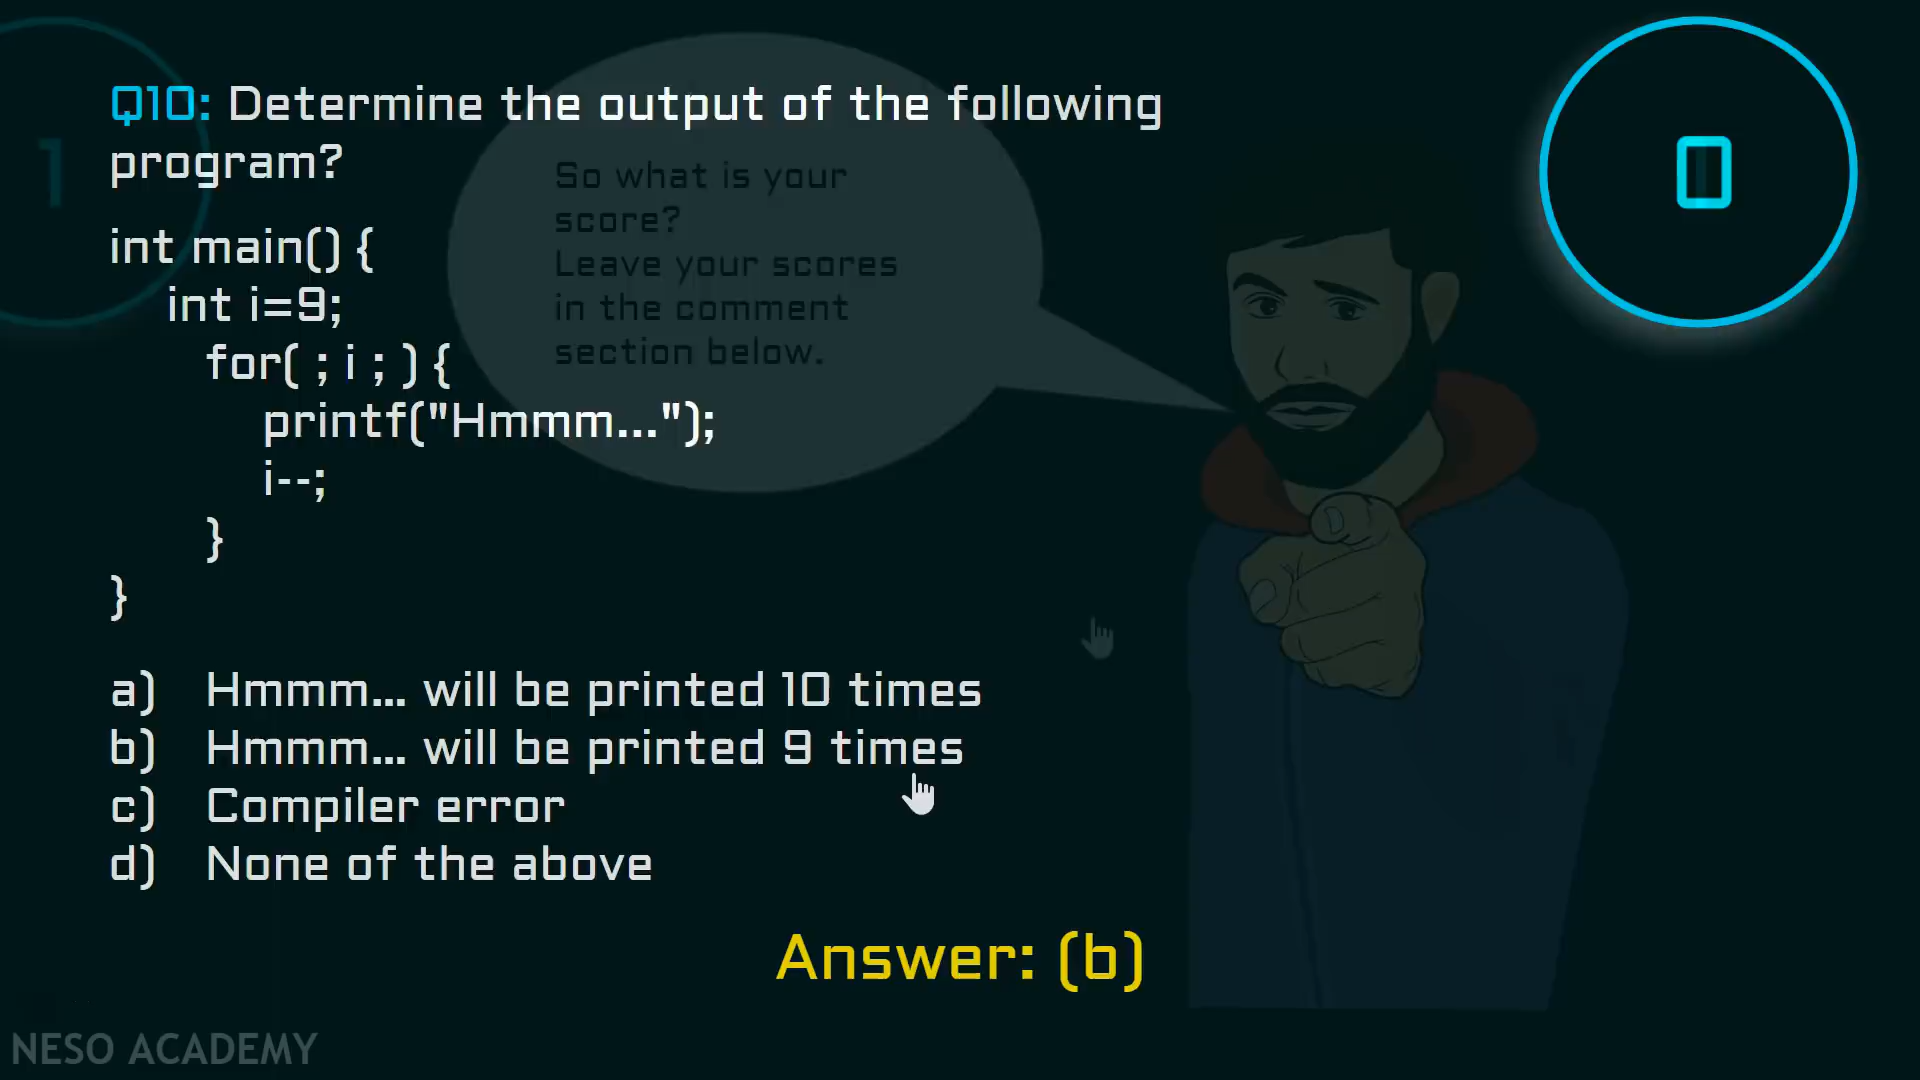 Q10: Determine the output of the following
program?
int main() {
int i=9;
for( ; i ; ) {
printf("Hmmm...");
i--;
}
}
a) Hmmm... will be printed 10 times
b) Hmmm... will be printed 9 times
c) Compiler error
d) None of the above
Answer: (b)
So what is your
score?
Leave your scores
in the comment
section below.
1
0
NESO ACADEMY